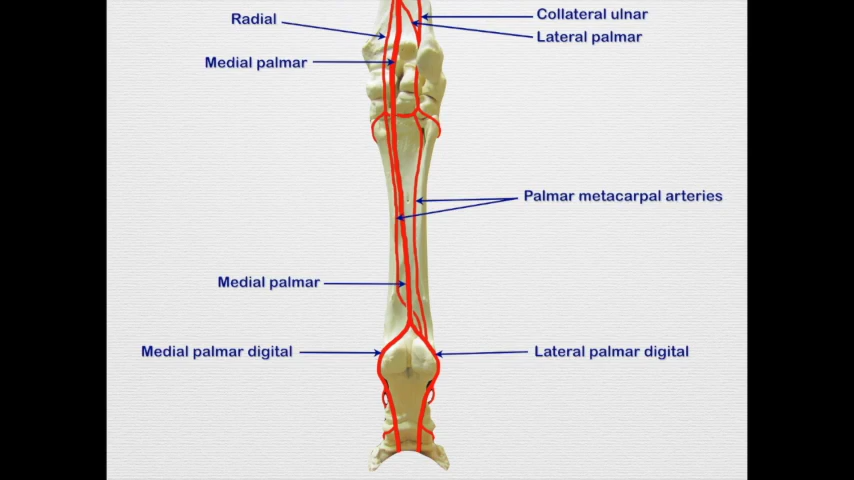 Collateral ulnar
Radial
Lateral palmar
Medial palmar
Palmar metacarpal arteries
Medial palmar
Medial palmar digital
Lateral palmar digital